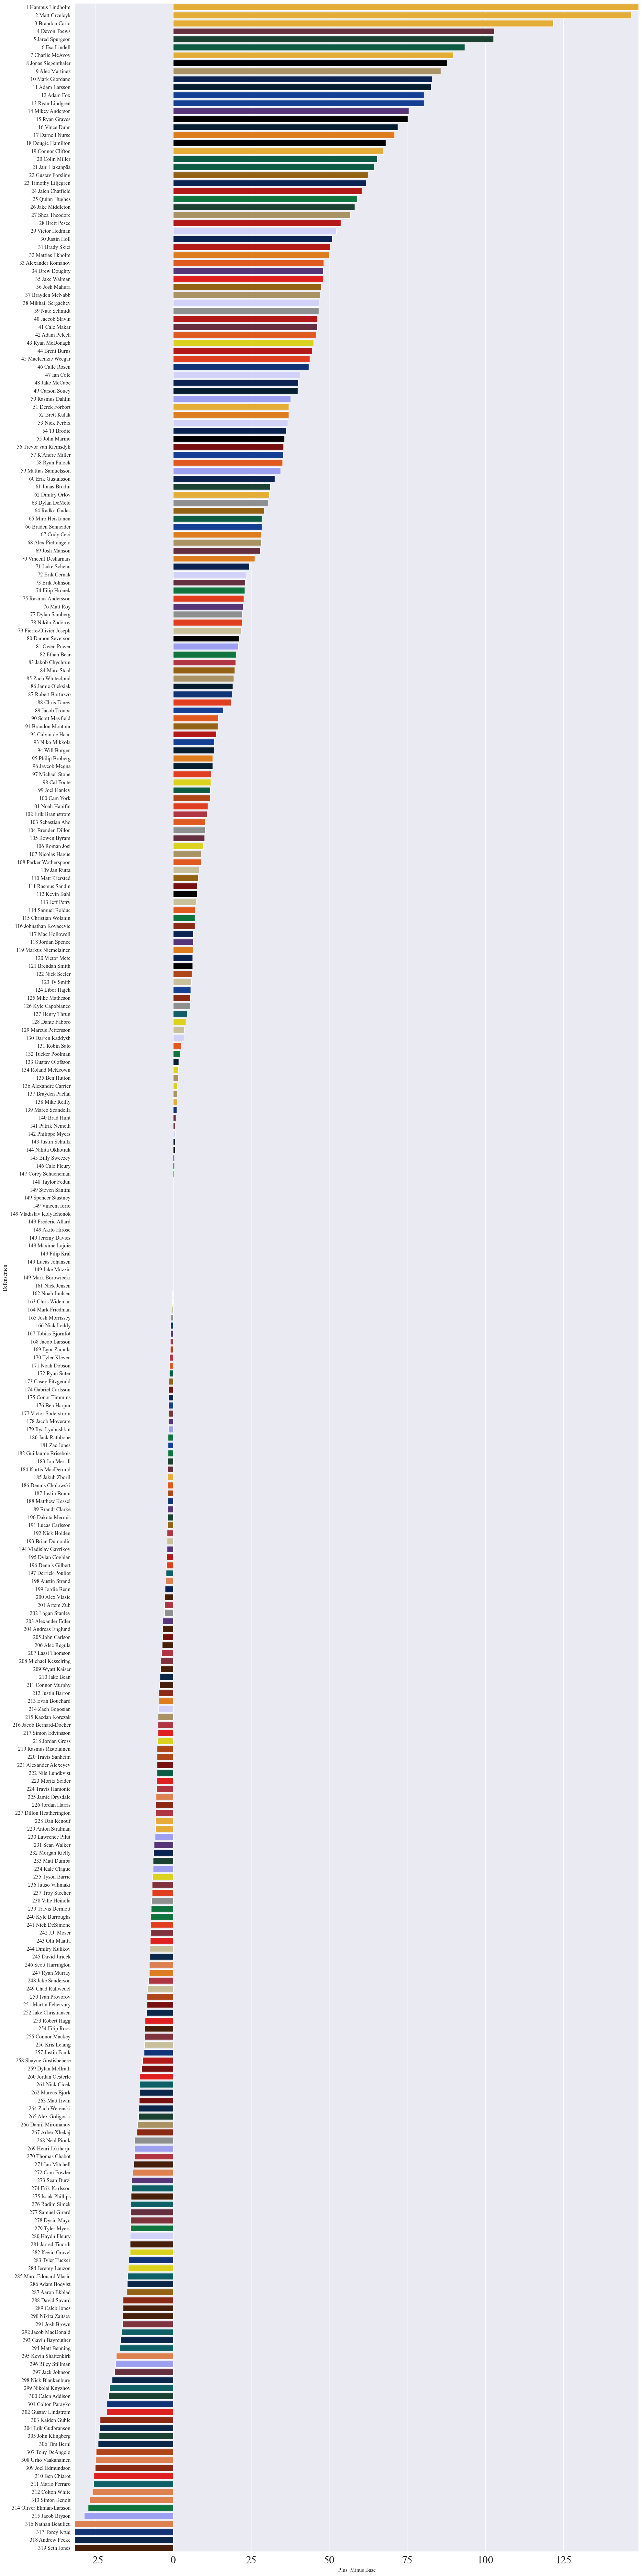 1 Hampus Lindholm
2 Matt Grzelcyk
3 Brandon Carlo
4 Devon Toews
5 Jared Spurgeon
6 Esa Lindell
7 Charlie McAvoy
8 Jonas Siegenthaler
9 Alec Martinez
10 Mark Giordano
11 Adam Larsson
12 Adam Fox
13 Ryan Lindgren
14 Mikey Anderson
15 Ryan Graves
16 Vince Dunn
17 Darnell Nurse
18 Dougie Hamilton
19 Connor Clifton
20 Colin Miller
21 Jani Hakanpää
22 Gustav Forsling
23 Timothy Liljegren
24 Jalen Chatfield
25 Quinn Hughes
26 Jake Middleton
27 Shea Theodore
28 Brett Pesce
29 Victor Hedman
30 Justin Holl
31 Brady Skjei
32 Mattias Ekholm
33 Alexander Romanov
34 Drew Doughty
35 Jake Walman
36 Josh Mahura
37 Brayden McNabb
38 Mikhail Sergachev
39 Nate Schmidt
40 Jaccob Slavin
41 Cale Makar
42 Adam Pelech
43 Ryan McDonagh
44 Brent Burns
45 MacKenzie Weegar
46 Calle Rosen
47 Ian Cole
48 Jake McCabe
49 Carson Soucy
50 Rasmus Dahlin
51 Derek Forbort
52 Brett Kulak
53 Nick Perbix
54 TJ Brodie
55 John Marino
56 Trevor van Riemsdyk
57 K'Andre Miller
58 Ryan Pulock
59 Mattias Samuelsson
60 Erik Gustafsson
61 Jonas Brodin
62 Dmitry Orlov
63 Dylan DeMelo
64 Radko Gudas
65 Miro Heiskanen
66 Braden Schneider
67 Cody Ceci
68 Alex Pietrangelo
69 Josh Manson
70 Vincent Desharnais
71 Luke Schenn
72 Erik Cernak
73 Erik Johnson
74 Filip Hronek
75 Rasmus Andersson
76 Matt Roy
77 Dylan Samberg
78 Nikita Zadorov
79 Pierre-Olivier Joseph
80 Damon Severson
81 Owen Power
82 Ethan Bear
83 Jakob Chychrun
84 Marc Staal
85 Zach Whitecloud
86 Jamie Oleksiak
87 Robert Bortuzzo
88 Chris Tanev
89 Jacob Trouba
90 Scott Mayfield
91 Brandon Montour
92 Calvin de Haan
93 Niko Mikkola
94 Will Borgen
95 Philip Broberg
96 Jaycob Megna
97 Michael Stone
98 Cal Foote
99 Joel Hanley
100 Cam York
101 Noah Hanifin
102 Erik Brannstrom
103 Sebastian Aho
104 Brenden Dillon
105 Bowen Byram
106 Roman Josi
107 Nicolas Hague
108 Parker Wotherspoon
109 Jan Rutta
110 Matt Kiersted
111 Rasmus Sandin
112 Kevin Bahl
113 Jeff Petry
114 Samuel Bolduc
115 Christian Wolanin
116 Johnathan Kovacevic
117 Mac Hollowell
118 Jordan Spence
119 Markus Niemelainen
120 Victor Mete
121 Brendan Smith
122 Nick Seeler
123 Ty Smith
124 Libor Hajek
125 Mike Matheson
126 Kyle Capobianco
127 Henry Thrun
128 Dante Fabbro
129 Marcus Pettersson
130 Darren Raddysh
131 Robin Salo
132 Tucker Poolman
133 Gustav Olofsson
134 Roland McKeown
135 Ben Hutton
136 Alexandre Carrier
137 Brayden Pachal
138 Mike Reilly
139 Marco Scandella
140 Brad Hunt
141 Patrik Nemeth
142 Philippe Myers
143 Justin Schultz
144 Nikita Okhotiuk
145 Billy Sweezey
146 Cale Fleury
147 Corey Schueneman
148 Taylor Fedun
149 Steven Santini
149 Spencer Stastney
149 Vincent Iorio
149 Vladislav Kolyachonok
149 Frederic Allard
149 Akito Hirose
149 Jeremy Davies
149 Maxime Lajoie
149 Filip Kral
149 Lucas Johansen
149 Jake Muzzin
149 Mark Borowiecki
161 Nick Jensen
162 Noah Juulsen
163 Chris Wideman
164 Mark Friedman
165 Josh Morrissey
166 Nick Leddy
167 Tobias Bjornfot
168 Jacob Larsson
169 Egor Zamula
170 Tyler Kleven
171 Noah Dobson
172 Ryan Suter
173 Casey Fitzgerald
174 Gabriel Carlsson
175 Conor Timmins
176 Ben Harpur
177 Victor Soderstrom
178 Jacob Moverare
179 Ilya Lyubushkin
180 Jack Rathbone
181 Zac Jones
182 Guillaume Brisebois
183 Jon Merrill
184 Kurtis MacDermid
185 Jakub Zboril
186 Dennis Cholowski
187 Justin Braun
188 Matthew Kessel
189 Brandt Clarke
190 Dakota Mermis
191 Lucas Carlsson
192 Nick Holden
193 Brian Dumoulin
194 Vladislav Gavrikov
195 Dylan Coghlan
196 Dennis Gilbert
197 Derrick Pouliot
198 Austin Strand
199 Jordie Benn
200 Alex Vlasic
201 Artem Zub
202 Logan Stanley
203 Alexander Edler
204 Andreas Englund
205 John Carlson
206 Alec Regula
207 Lassi Thomson
208 Michael Kesselring
209 Wyatt Kaiser
210 Jake Bean
211 Connor Murphy
212 Justin Barron
213 Evan Bouchard
214 Zach Bogosian
215 Kaedan Korczak
216 Jacob Bernard-Docker
217 Simon Edvinsson
218 Jordan Gross
219 Rasmus Ristolainen
220 Travis Sanheim
221 Alexander Alexeyev
222 Nils Lundkvist
223 Moritz Seider
224 Travis Hamonic
225 Jamie Drysdale
226 Jordan Harris
227 Dillon Heatherington
228 Dan Renouf
229 Anton Stralman
230 Lawrence Pilut
231 Sean Walker
232 Morgan Rielly
233 Matt Dumba
234 Kale Clague
235 Tyson Barrie
236 Juuso Valimaki
237 Troy Stecher
238 Ville Heinola
239 Travis Dermott
240 Kyle Burroughs
241 Nick DeSimone
242 J.J. Moser
243 Olli Maatta
244 Dmitry Kulikov
245 David Jiricek
246 Scott Harrington
247 Ryan Murray
248 Jake Sanderson
249 Chad Ruhwedel
250 Ivan Provorov
251 Martin Fehervary
252 Jake Christiansen
253 Robert Hagg
254 Filip Roos
255 Connor Mackey
256 Kris Letang
257 Justin Faulk
258 Shayne Gostisbehere
259 Dylan McIlrath
260 Jordan Oesterle
261 Nick Cicek
262 Marcus Bjork
263 Matt Irwin
264 Zach Werenski
265 Alex Goligoski
266 Daniil Miromanov
267 Arber Xhekaj
268 Neal Pionk
269 Henri Jokiharju
270 Thomas Chabot
271 Ian Mitchell
272 Cam Fowler
273 Sean Durzi
274 Erik Karlsson
275 Isaak Phillips
276 Radim Simek
277 Samuel Girard
278 Dysin Mayo
279 Tyler Myers
280 Haydn Fleury
281 Jarred Tinordi
282 Kevin Gravel
283 Tyler Tucker
284 Jeremy Lauzon
285 Marc-Edouard Vlasic
286 Adam Boqvist
287 Aaron Ekblad
288 David Savard
289 Caleb Jones
290 Nikita Zaitsev
291 Josh Brown
292 Jacob MacDonald
293 Gavin Bayreuther
294 Matt Benning
295 Kevin Shattenkirk
296 Riley Stillman
297 Jack Johnson
298 Nick Blankenburg
299 Nikolai Knyzhov
300 Calen Addison
301 Colton Parayko
302 Gustav Lindstrom
303 Kaiden Guhle
304 Erik Gudbranson
305 John Klingberg
306 Tim Berni
307 Tony DeAngelo
308 Urho Vaakanainen
309 Joel Edmundson
310 Ben Chiarot
311 Mario Ferraro
312 Colton White
313 Simon Benoit
314 Oliver Ekman-Larsson
315 Jacob Bryson
316 Nathan Beaulieu
317 Torey Krug
318 Andrew Peeke
319 Seth Jones
Defensemen
−25 0 25 50 75 100 125
Plus_Minus Base